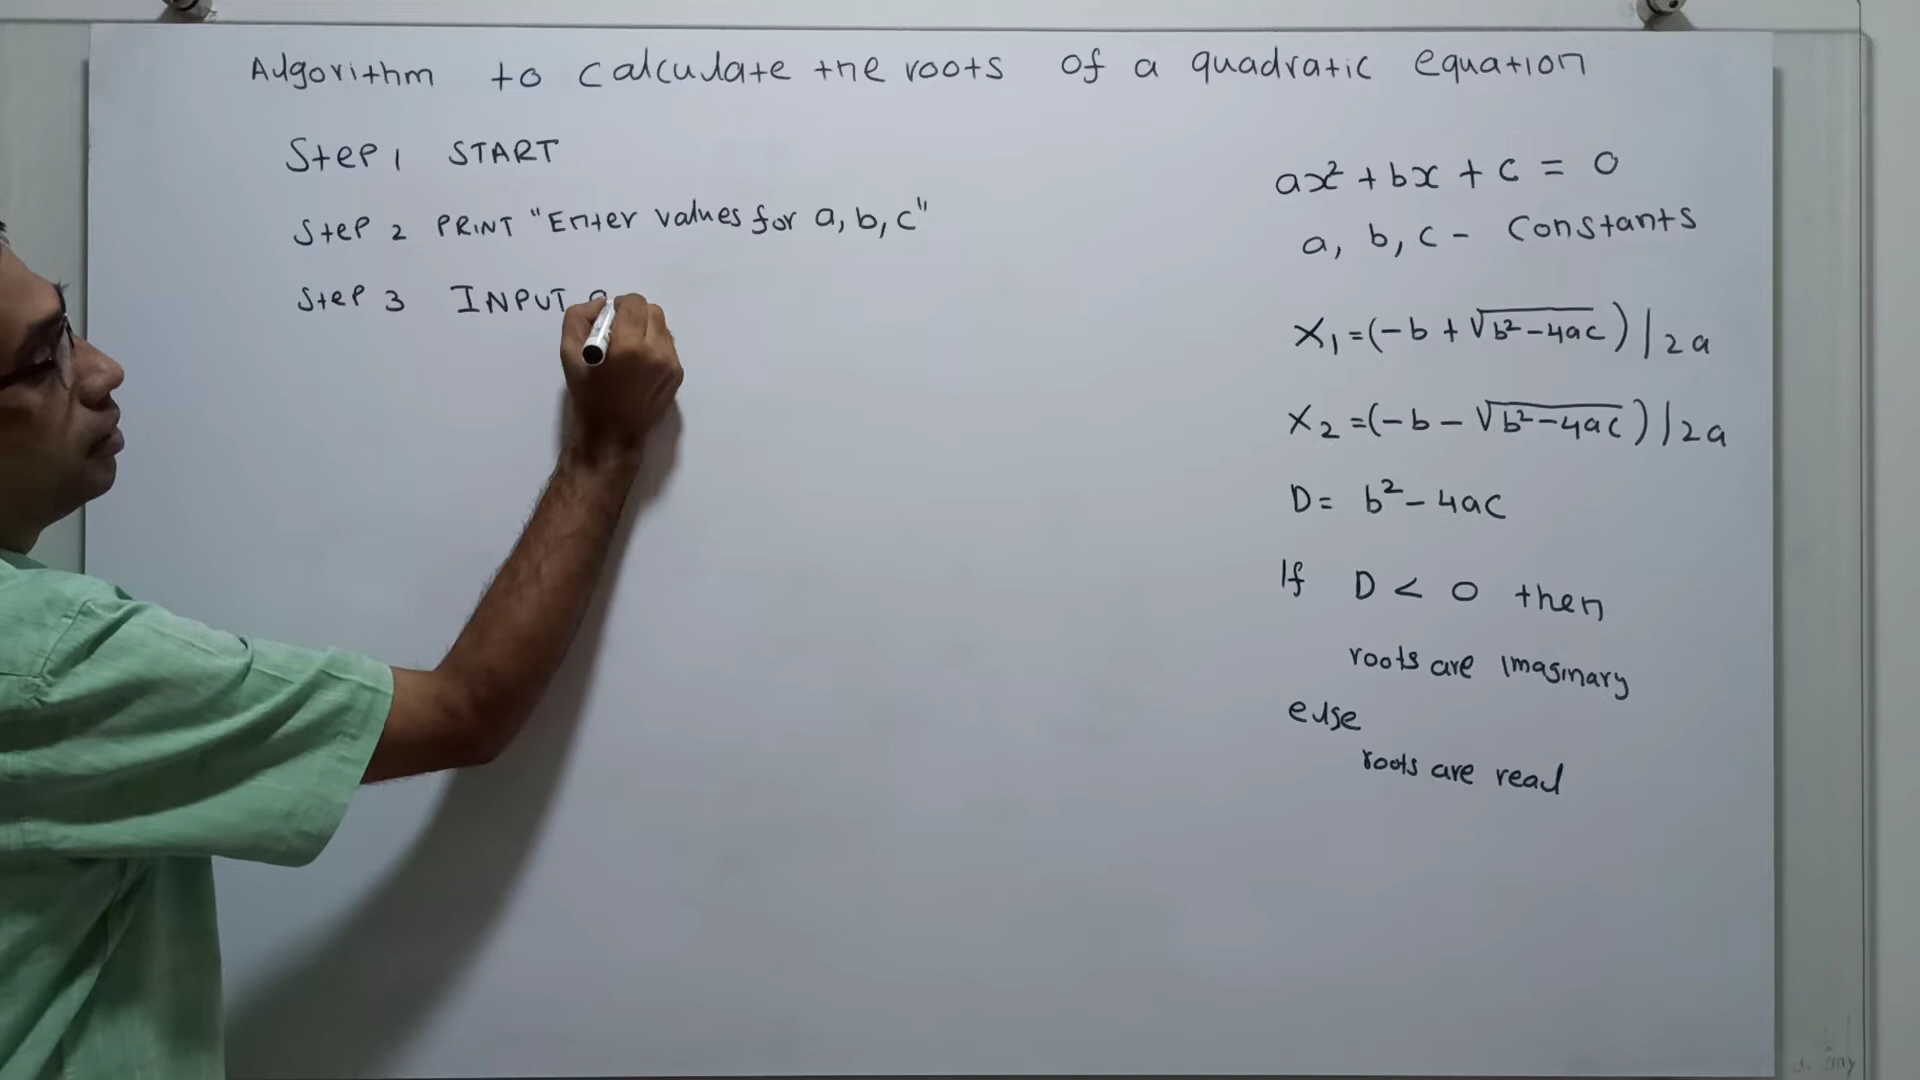 Algorithm to calculate the roots of a quadratic equation
Step 1 START
Step 2 PRINT "Enter values for a, b, c"
Step 3 INPUT a
ax² + bx + c = 0
a, b, c - constants
X₁ = (-b + √b²-4ac) | 2a
X₂ = (-b - √b²-4ac) | 2a
D = b² - 4ac
If D < 0 then
roots are imaginary
else
roots are real